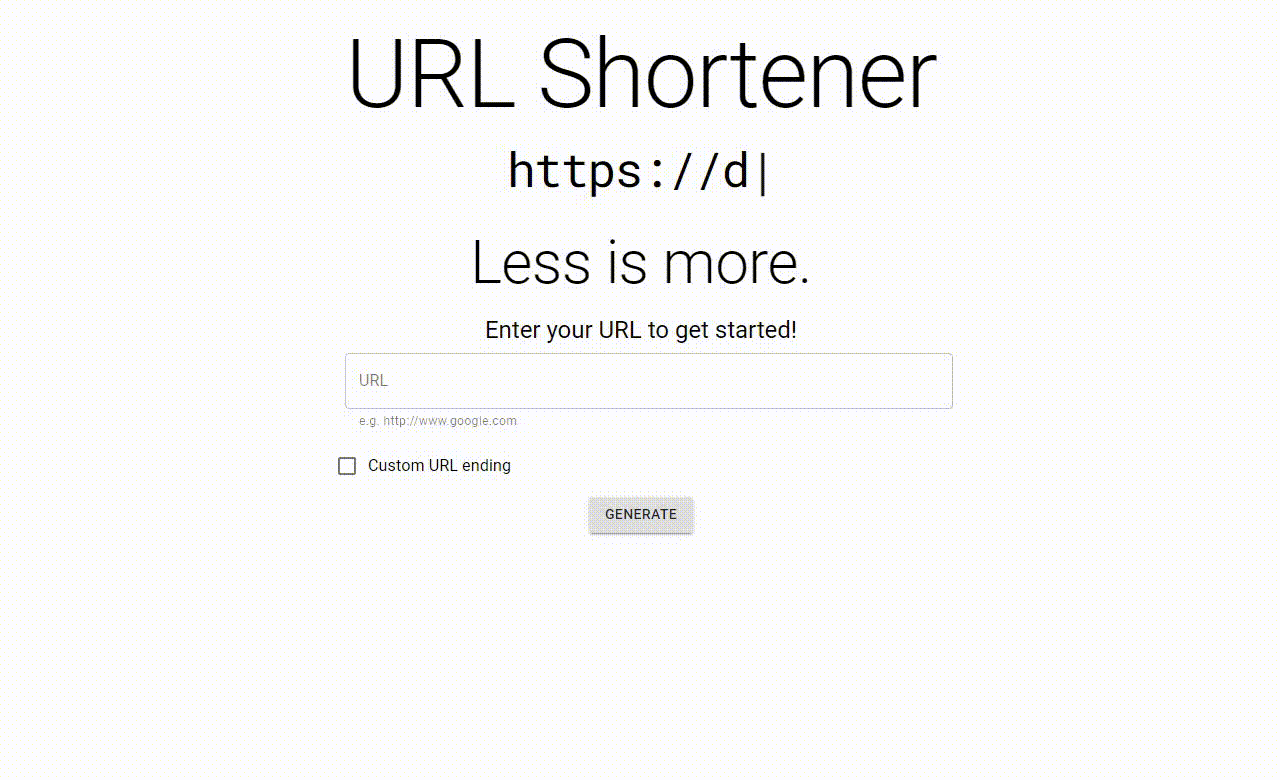 URL Shortener
https://d|
Less is more.
Enter your URL to get started!
URL
e.g. http://www.google.com
Custom URL ending
GENERATE